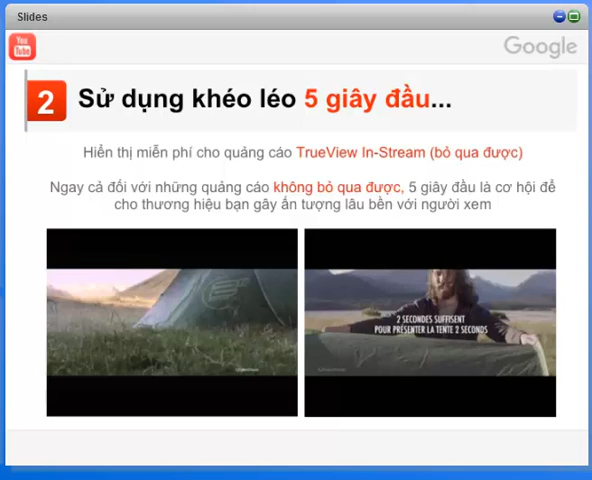 Slides
You
Tube
Google
2
Sử dụng khéo léo 5 giây đầu...
Hiển thị miễn phí cho quảng cáo TrueView In-Stream (bỏ qua được)
Ngay cả đối với những quảng cáo không bỏ qua được, 5 giây đầu là cơ hội để
cho thương hiệu bạn gây ấn tượng lâu bền với người xem
2 SECONDES SUFFISENT
POUR PRÉSENTER LA TENTE 2 SECONDS